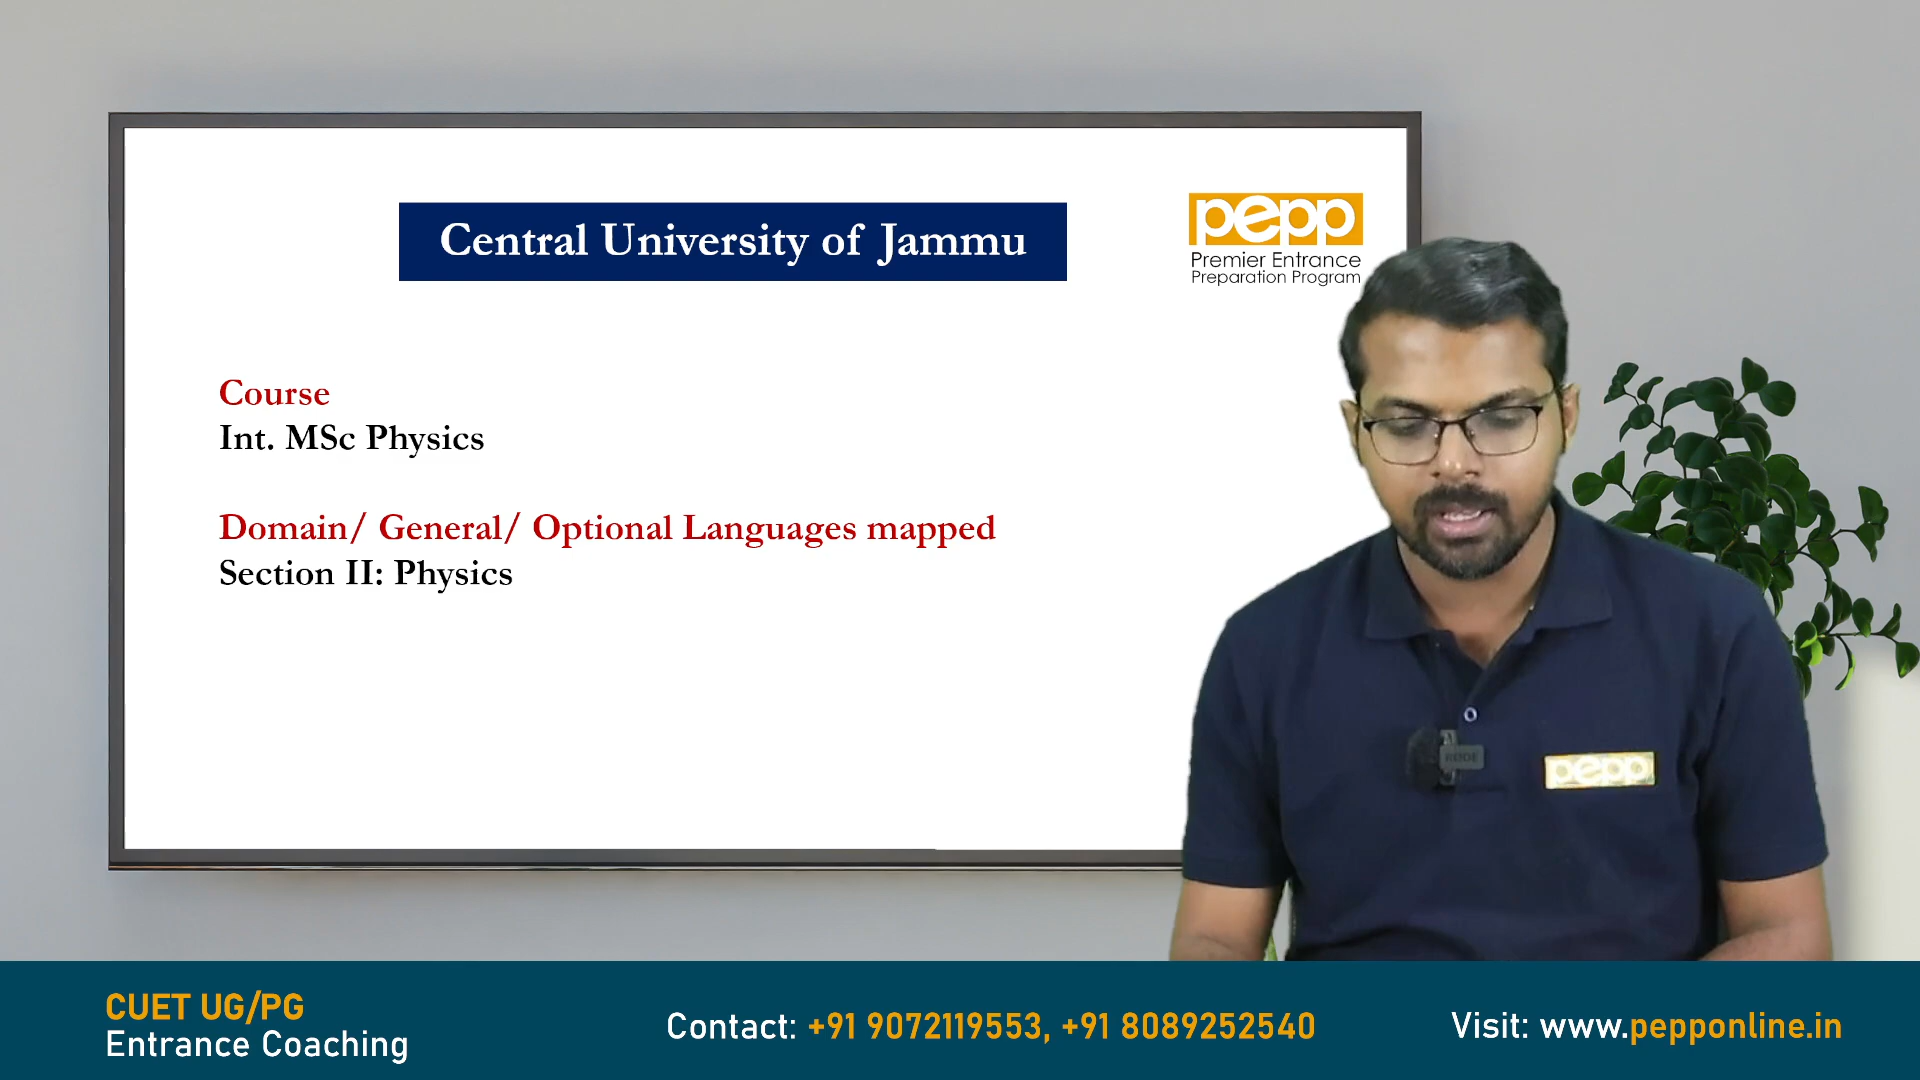 Central University of Jammu
pepp
Premier Entrance
Preparation Program
Course
Int. MSc Physics
Domain/ General/ Optional Languages mapped
Section II: Physics
RODE
pepp
CUET UG/PG
Entrance Coaching
Contact: +91 9072119553, +91 8089252540
Visit: www.pepponline.in